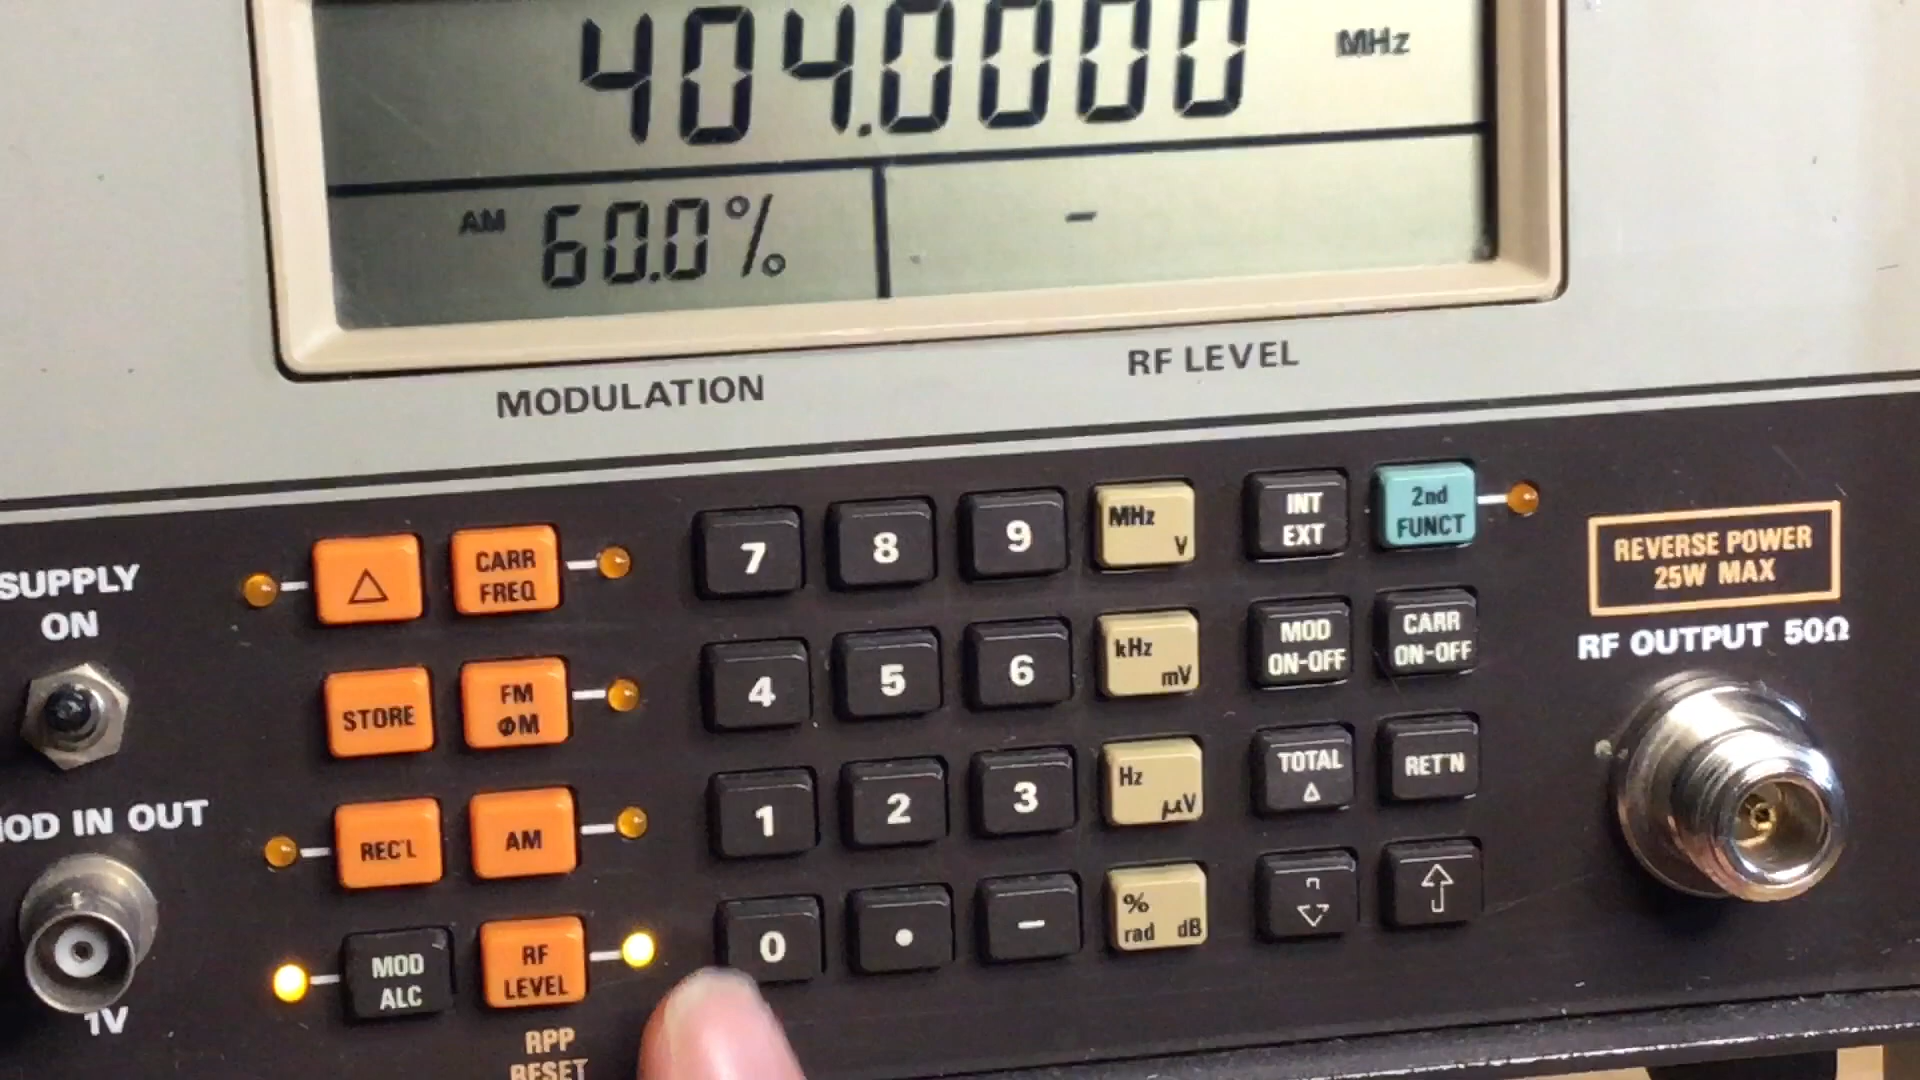 404.0000 MHz
AM 60.0% -
MODULATION RF LEVEL
SUPPLY
ON
△
CARR
FREQ
7
8
9
MHz
V
INT
EXT
2nd
FUNCT
REVERSE POWER
25W MAX
RF OUTPUT 50Ω
STORE
FM
ΦM
4
5
6
kHz
mV
MOD
ON-OFF
CARR
ON-OFF
OD IN OUT
REC'L
AM
1
2
3
Hz
µV
TOTAL
△
RET'N
1V
MOD
ALC
RF
LEVEL
0
•
−
%
rad dB
⇩
⇧
RPP
RESET